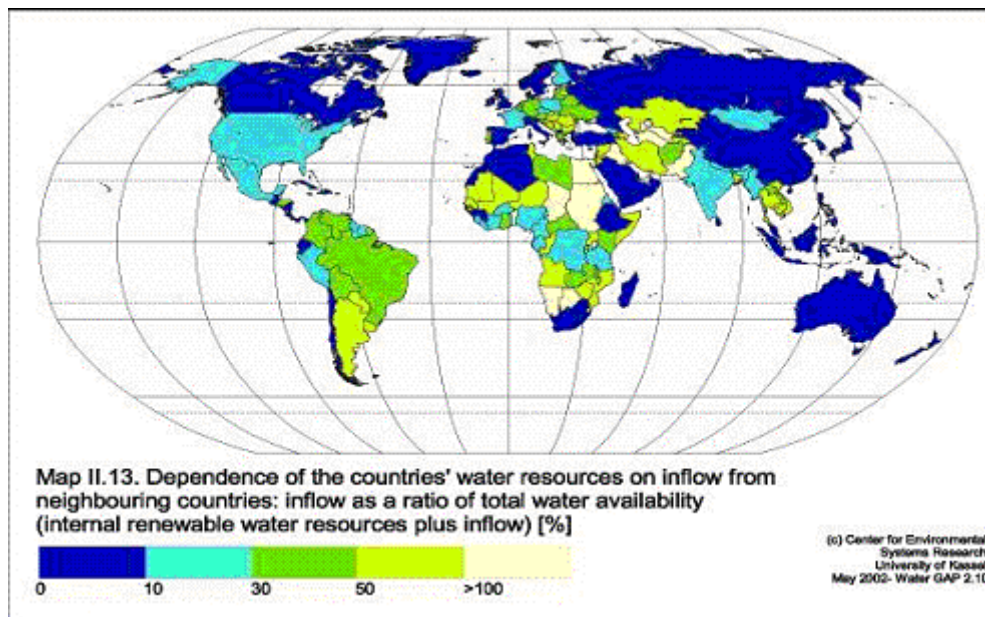 Map II.13. Dependence of the countries' water resources on inflow from
neighbouring countries: inflow as a ratio of total water availability
(internal renewable water resources plus inflow) [%]
0 10 30 50 >100
(c) Center for Environmental
Systems Research
University of Kassel
May 2002- Water GAP 2.10